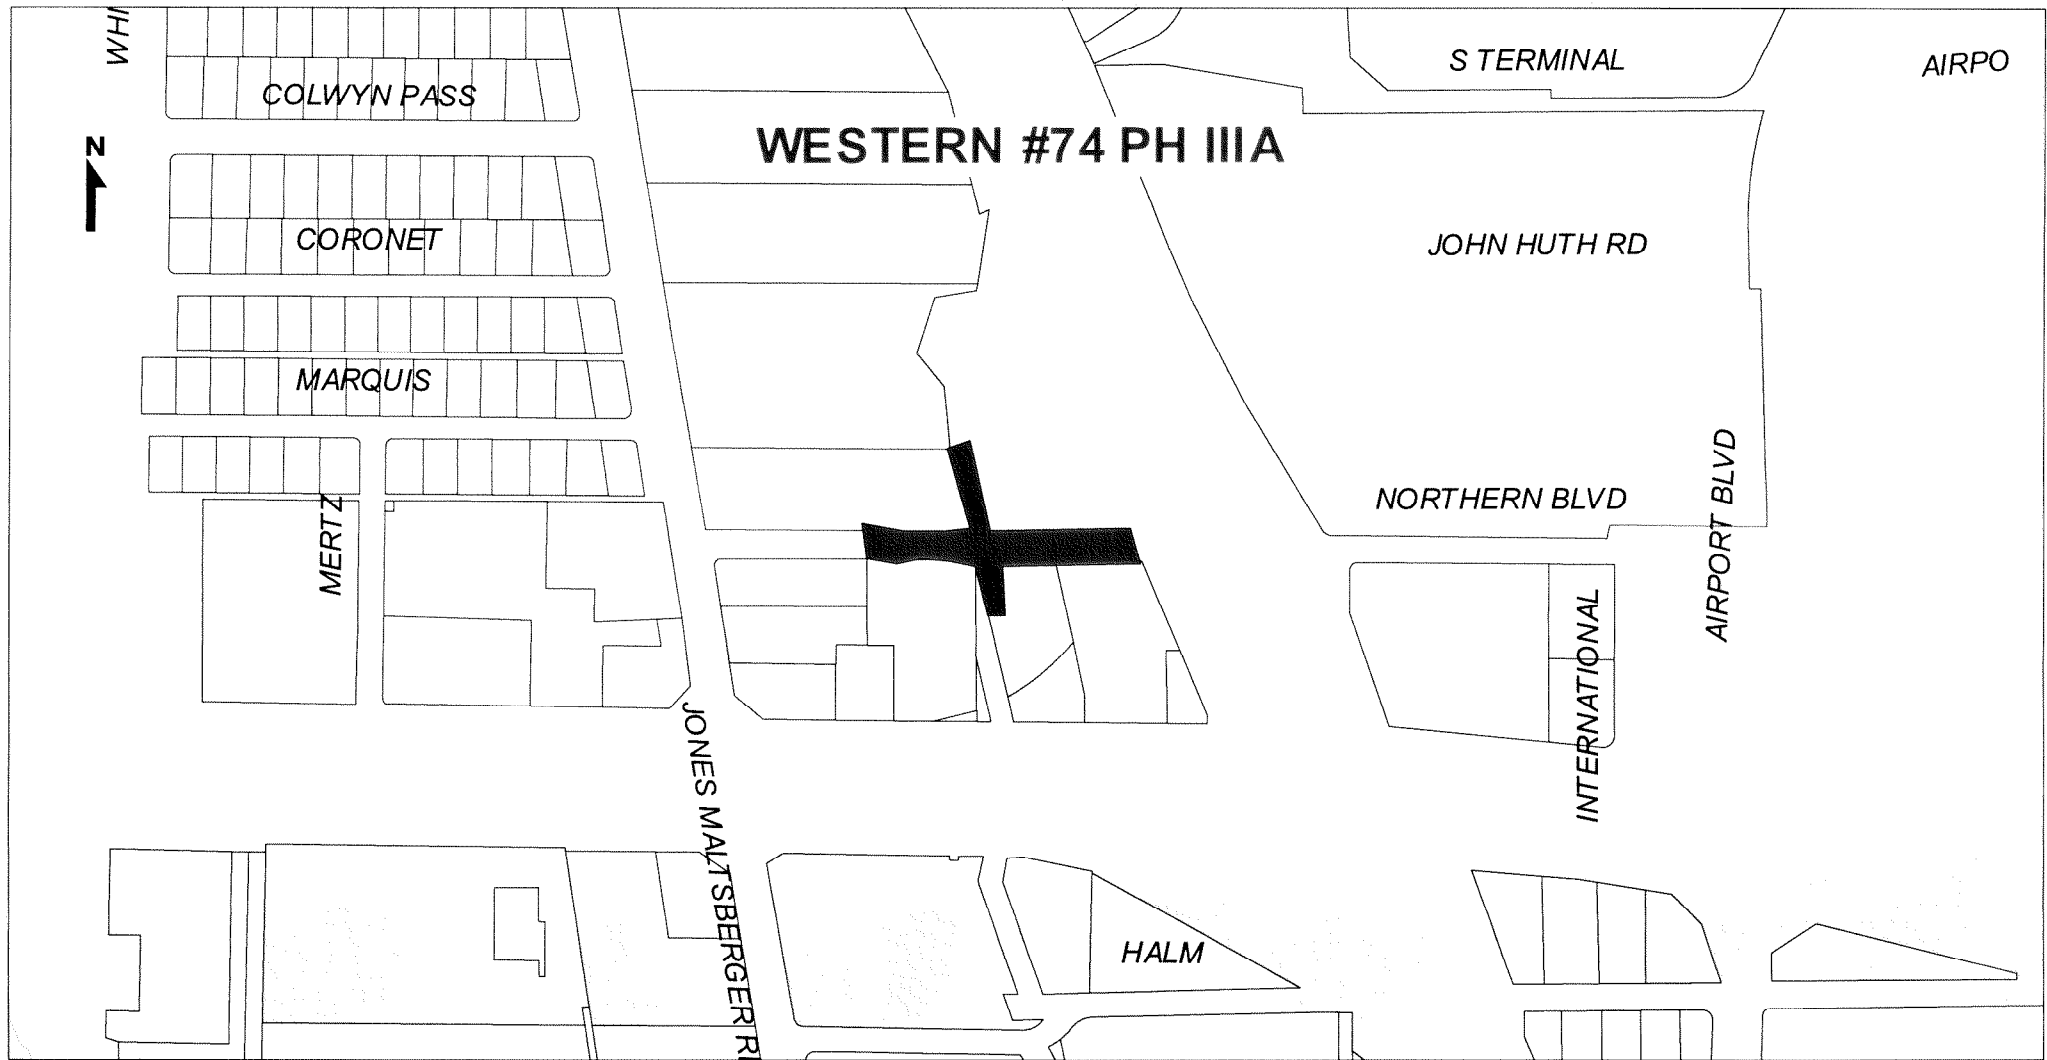 WHI
S TERMINAL
AIRPO
COLWYN PASS
WESTERN #74 PH IIIA
N
CORONET
JOHN HUTH RD
MARQUIS
NORTHERN BLVD
AIRPORT BLVD
MERTZ
INTERNATIONAL
JONES MALTSBERGER R
HALM